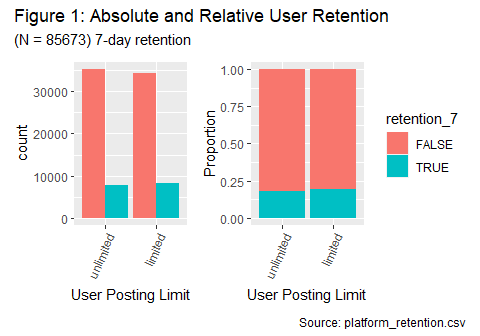 Figure 1: Absolute and Relative User Retention
(N = 85673) 7-day retention
count
30000
20000
10000
0
unlimited
limited
User Posting Limit
Proportion
1.00
0.75
0.50
0.25
0.00
unlimited
limited
User Posting Limit
retention_7
FALSE
TRUE
Source: platform_retention.csv